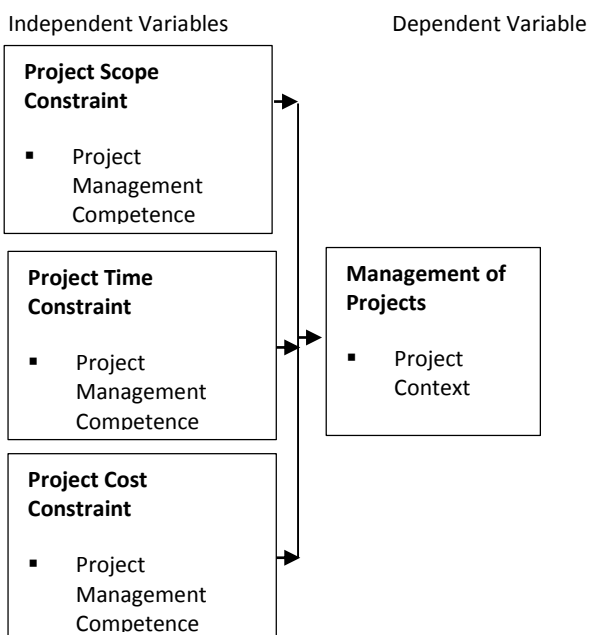 Independent Variables
Dependent Variable
Project Scope
Constraint
▪ Project
Management
Competence
Project Time
Constraint
▪ Project
Management
Competence
Project Cost
Constraint
▪ Project
Management
Competence
Management of
Projects
▪ Project
Context